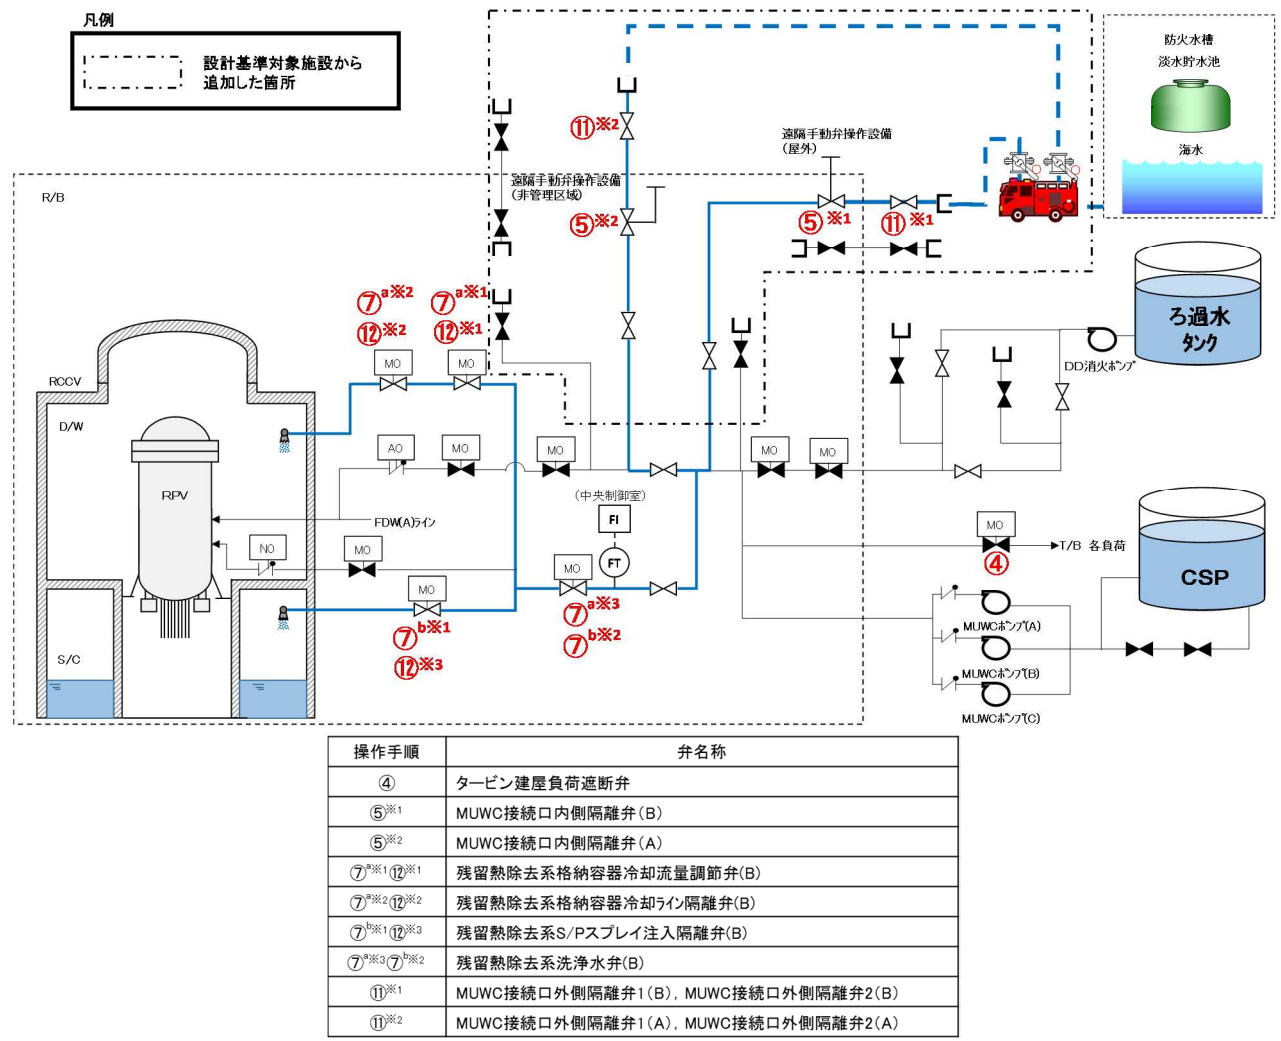 凡例
設計基準対象施設から
追加した箇所
防火水槽
淡水貯水池
海水
遠隔手動弁操作設備
(屋外)
遠隔手動弁操作設備
(非管理区域)
⑪※2
⑤※2
⑤※1
⑪※1
R/B
⑦a※2
⑦a※1
⑫※2
⑫※1
MO
MO
ろ過水
タンク
DD消火ポンプ
RCCV
D/W
AO
MO
MO
MO
MO
RPV
(中央制御室)
FI
FDW(A)ライン
NO
MO
MO
FT
MO
T/B 各負荷
④
CSP
MO
⑦a※3
⑦b※2
⑦b※1
⑫※3
MUWCポンプ(A)
MUWCポンプ(B)
MUWCポンプ(C)
S/C
操作手順 弁名称
④ タービン建屋負荷遮断弁
⑤※1 MUWC接続口内側隔離弁(B)
⑤※2 MUWC接続口内側隔離弁(A)
⑦a※1⑫※1 残留熱除去系格納容器冷却流量調節弁(B)
⑦a※2⑫※2 残留熱除去系格納容器冷却ライン隔離弁(B)
⑦b※1⑫※3 残留熱除去系S/Pスプレイ注入隔離弁(B)
⑦a※3⑦b※2 残留熱除去系洗浄水弁(B)
⑪※1 MUWC接続口外側隔離弁1(B), MUWC接続口外側隔離弁2(B)
⑪※2 MUWC接続口外側隔離弁1(A), MUWC接続口外側隔離弁2(A)